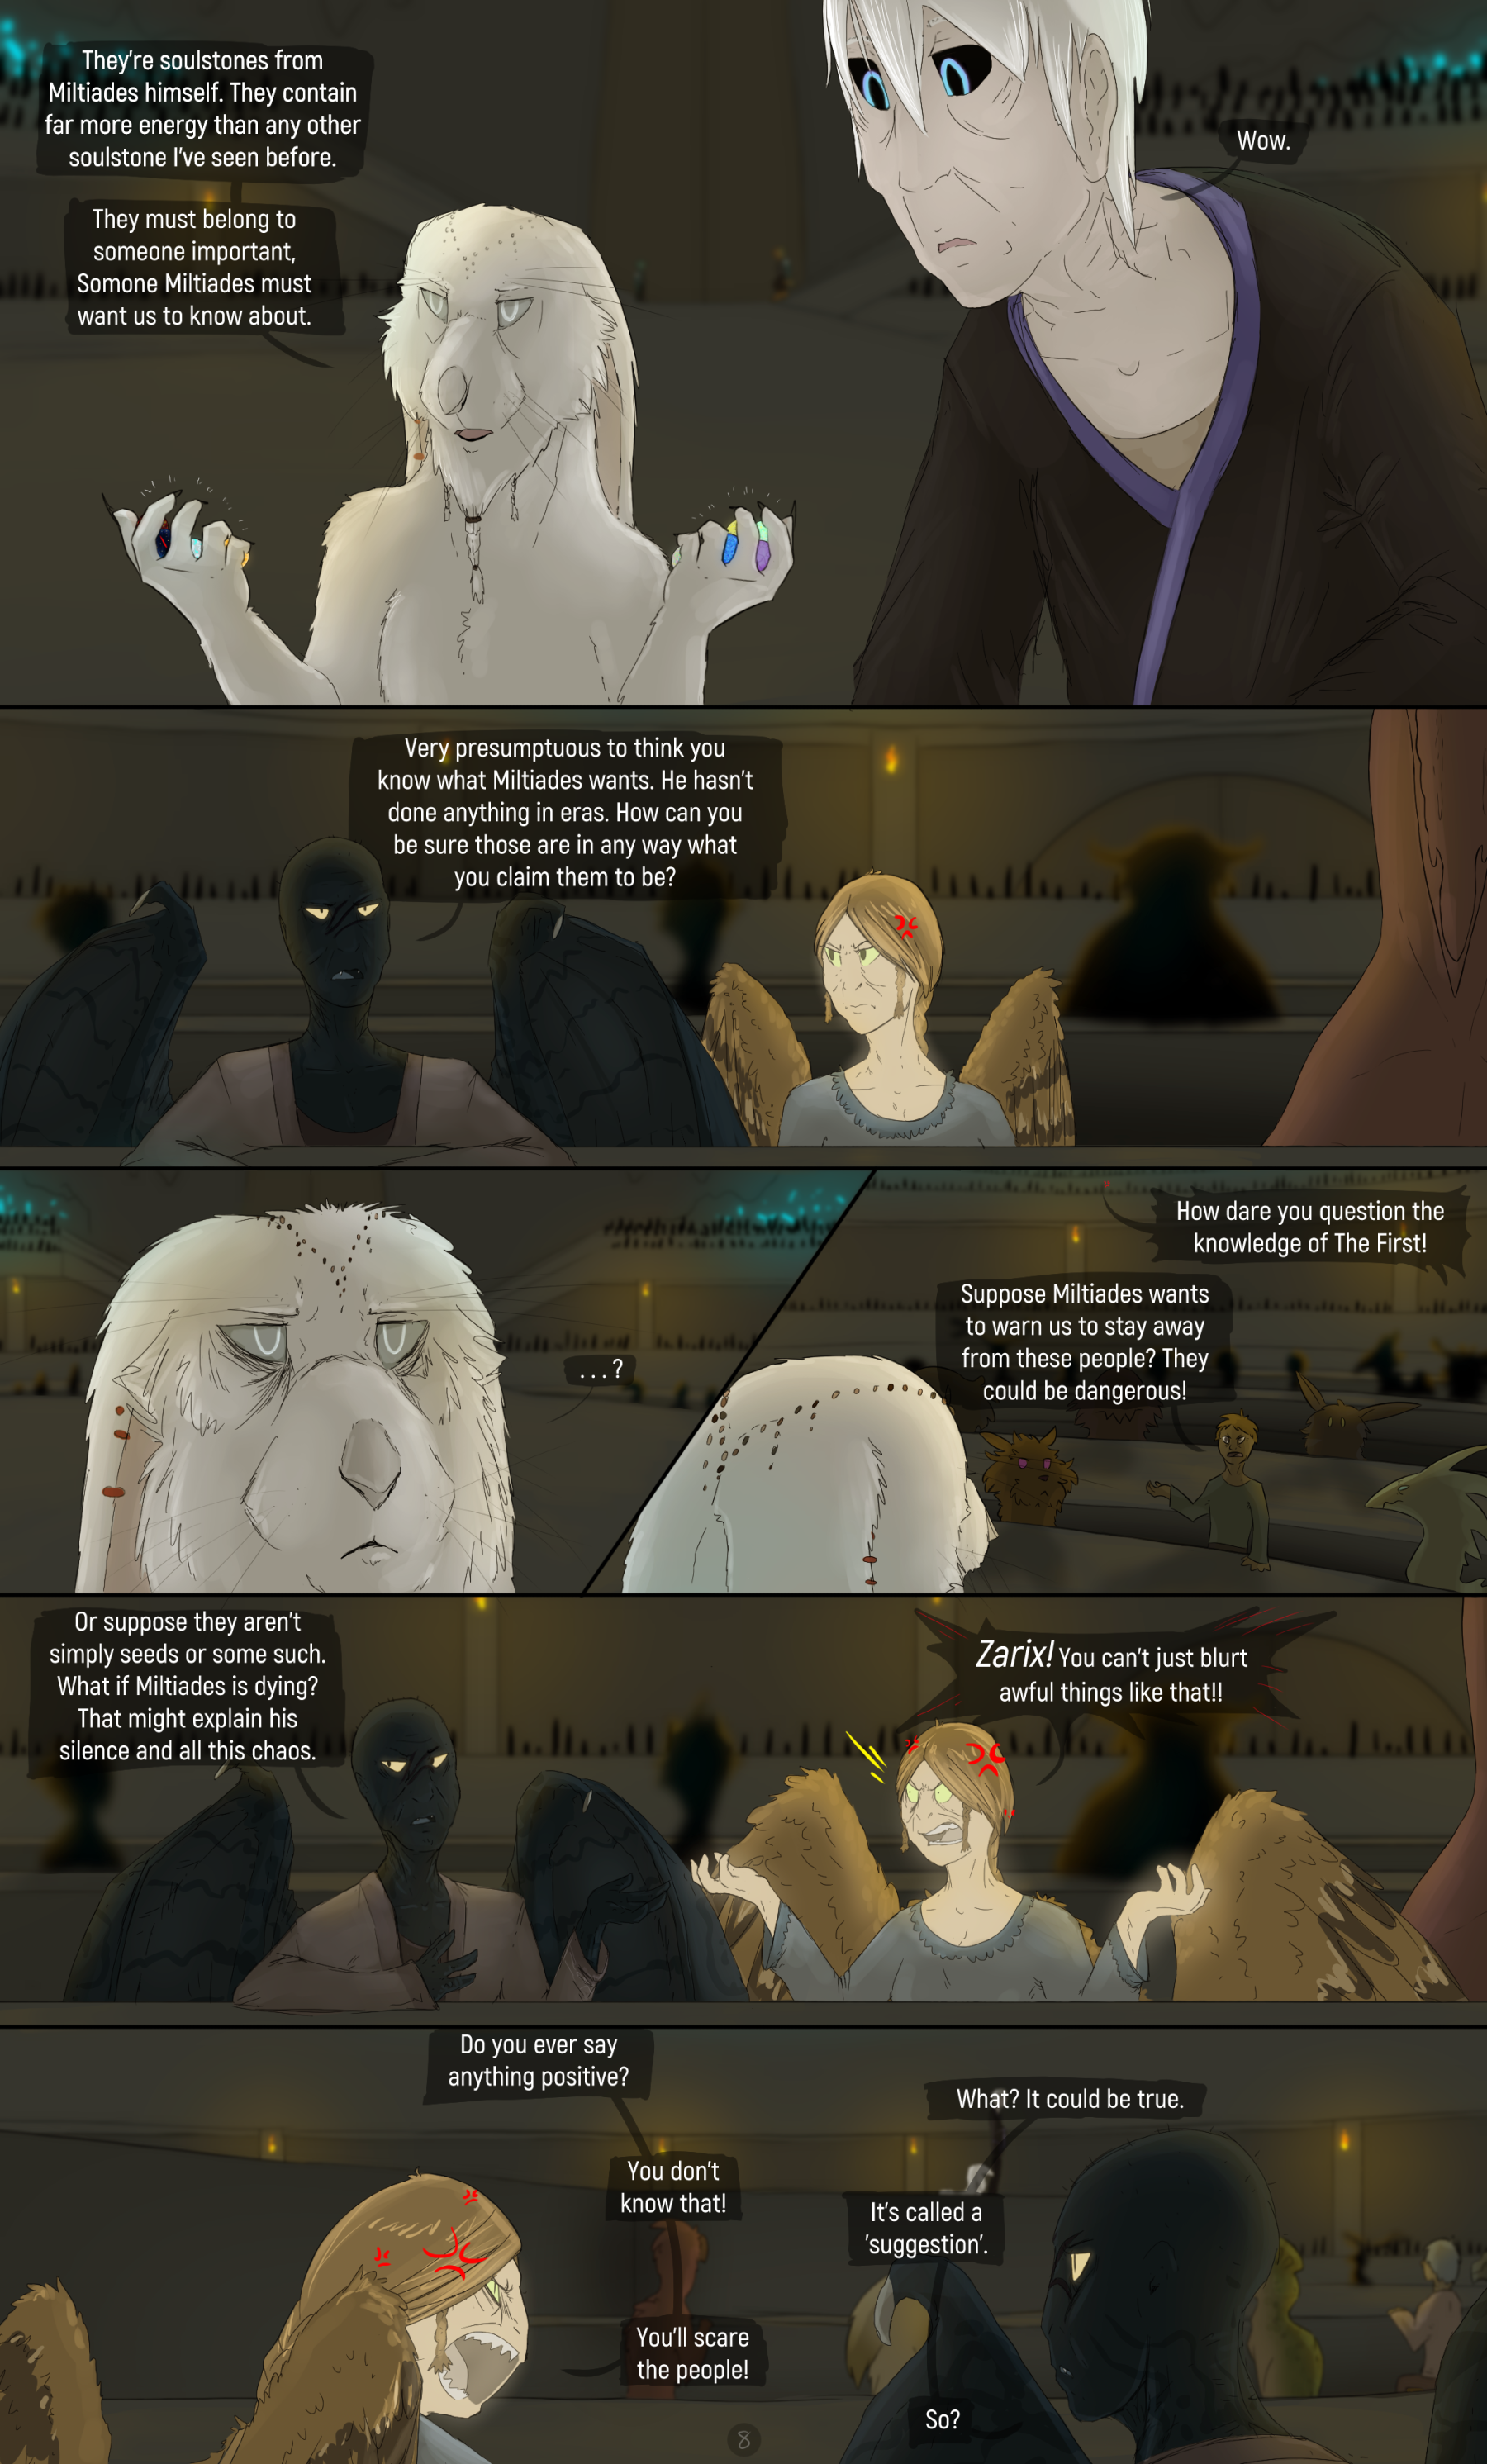 They're soulstones from
Miltiades himself. They contain
far more energy than any other
soulstone I've seen before.
They must belong to
someone important,
Somone Miltiades must
want us to know about.
Wow.
Very presumptuous to think you
know what Miltiades wants. He hasn't
done anything in eras. How can you
be sure those are in any way what
you claim them to be?
...?
How dare you question the
knowledge of The First!
Suppose Miltiades wants
to warn us to stay away
from these people? They
could be dangerous!
Or suppose they aren't
simply seeds or some such.
What if Miltiades is dying?
That might explain his
silence and all this chaos.
Zarix! You can't just blurt
awful things like that!!
Do you ever say
anything positive?
What? It could be true.
You don't
know that!
It's called a
'suggestion'.
You'll scare
the people!
So?
8